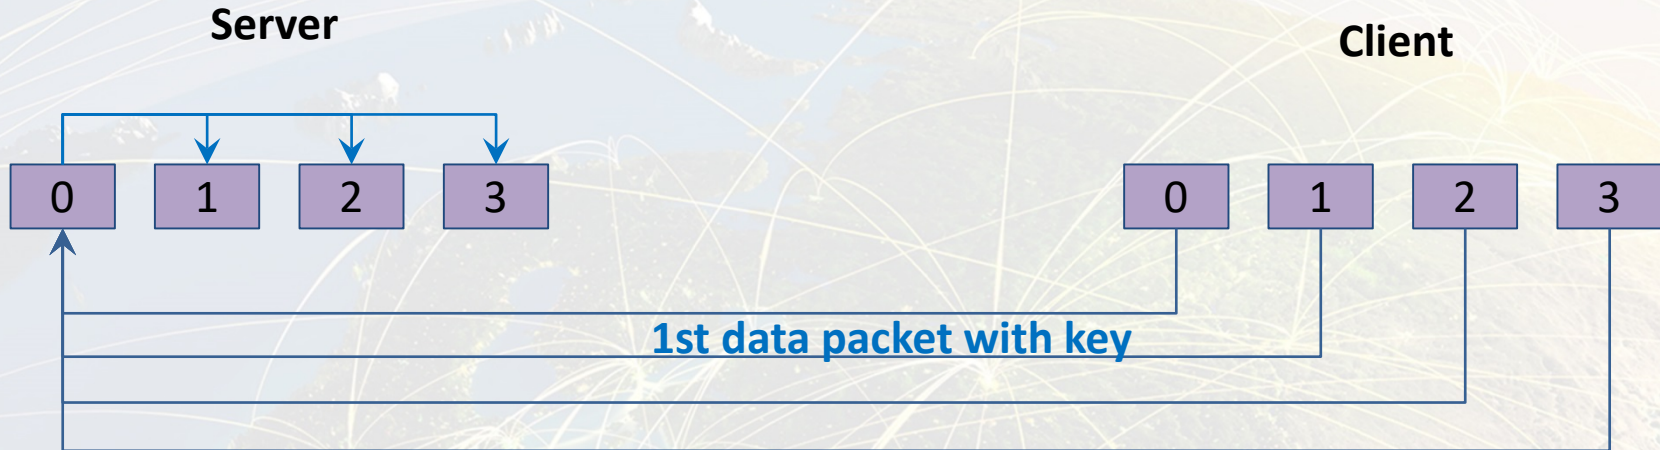 Server
Client
0 1 2 3
0 1 2 3
1st data packet with key